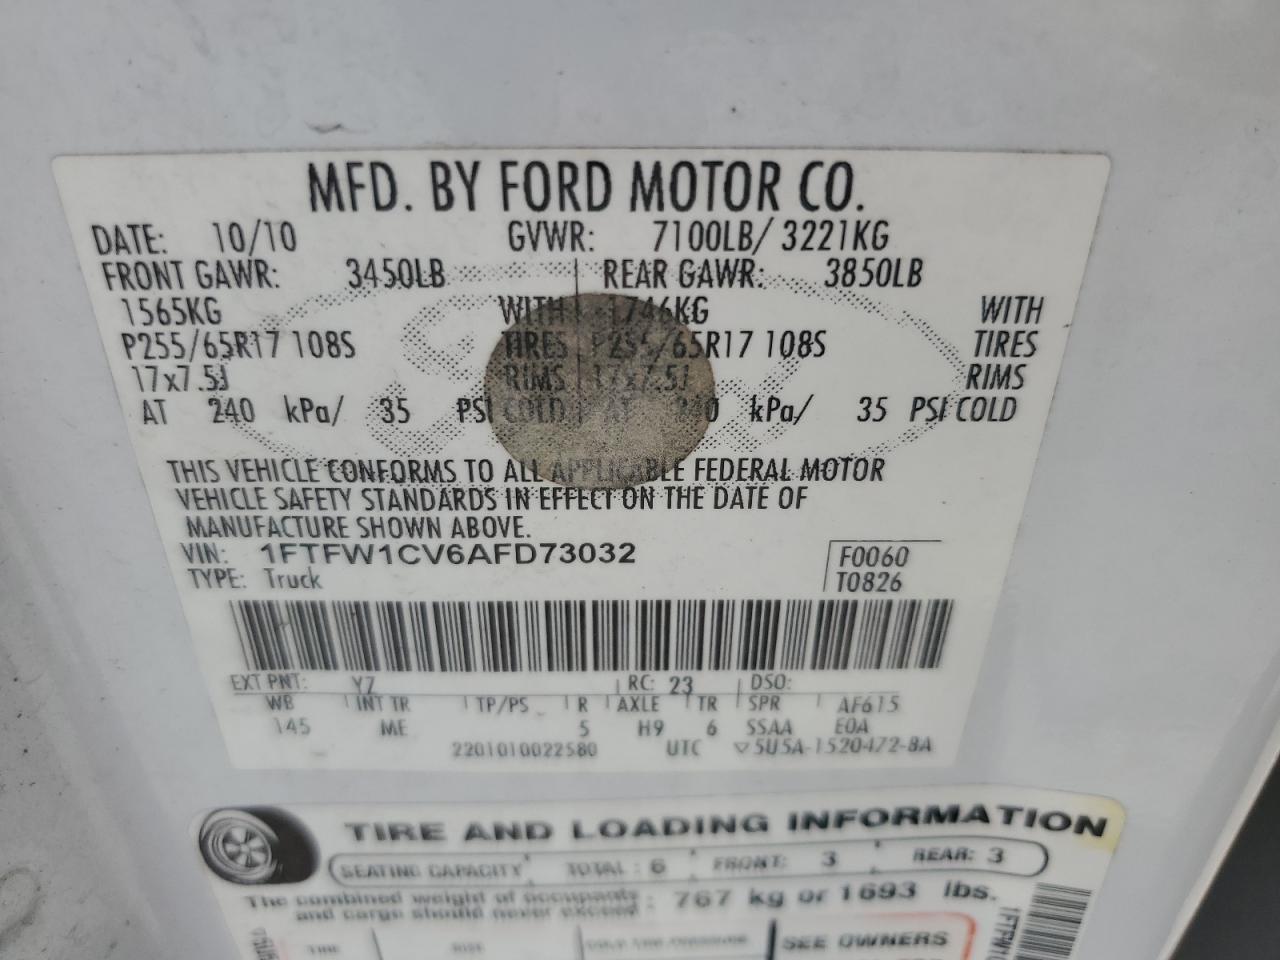 MFD. BY FORD MOTOR CO.
DATE: 10/10 GVWR: 7100LB/ 3221KG
FRONT GAWR: 3450LB REAR GAWR: 3850LB
1565KG WITH 1746KG WITH
P255/65R17 108S TIRES P255/65R17 108S TIRES
17x7.5J RIMS 17x7.5J RIMS
AT 240 kPa/ 35 PSI COLD AT 240 kPa/ 35 PSI COLD
THIS VEHICLE CONFORMS TO ALL APPLICABLE FEDERAL MOTOR
VEHICLE SAFETY STANDARDS IN EFFECT ON THE DATE OF
MANUFACTURE SHOWN ABOVE.
VIN: 1FTFW1CV6AFD73032 F0060
TYPE: Truck T0826
EXT PNT: YZ RC: 23 DSO:
WB INT TR TP/PS R AXLE TR SPR AF615
145 ME 5 H9 6 SSAA E0A
2201010022580 UTC ▽5U5A-1520472-8A
TIRE AND LOADING INFORMATION
SEATING CAPACITY TOTAL: 6 FRONT: 3 REAR: 3
The combined weight of occupants and cargo should never exceed: 767 kg or 1693 lbs.
TIRE SIZE SEE OWNERS